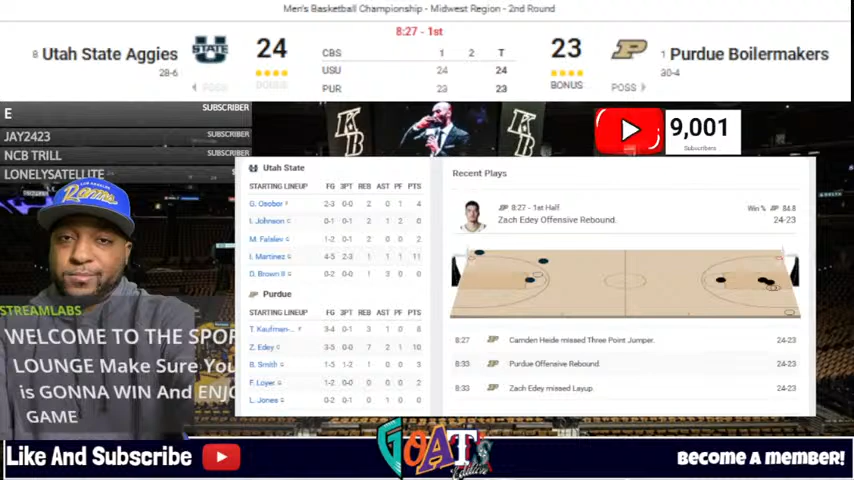 Men's Basketball Championship - Midwest Region - 2nd Round
8:27 - 1st
8 Utah State Aggies
28-6
STATE
24
CBS 1 2 T
USU 24 24
PUR 23 23
23
BONUS
POSS
P
1 Purdue Boilermakers
30-4
E SUBSCRIBER
JAY2423 SUBSCRIBER
NCB TRILL SUBSCRIBER
LONELYSATELLITE
KB
KB
9,001
Subscribers
Rams
STREAMLABS
WELCOME TO THE SPOR
LOUNGE Make Sure You
is GONNA WIN And ENJO
GAME
Utah State
STARTING LINEUP FG 3PT REB AST PF PTS
G. Osobor F 2-3 0-0 2 0 1 4
I. Johnson G 0-1 0-1 2 1 2 0
M. Falslev G 1-2 0-1 2 0 0 2
I. Martinez G 4-5 2-3 1 1 1 11
D. Brown II G 0-2 0-0 1 3 0 0
Purdue
STARTING LINEUP FG 3PT REB AST PF PTS
T. Kaufman-... F 3-4 0-1 3 1 0 8
Z. Edey C 3-5 0-0 7 2 1 10
B. Smith G 1-5 1-2 3 0 0 3
F. Loyer G 1-2 0-0 0 0 0 2
L. Jones G 0-2 0-1 0 1 0 0
Recent Plays
8:27 - 1st Half
Zach Edey Offensive Rebound.
Win % 84.8
24-23
8:27 Camden Heide missed Three Point Jumper. 24-23
8:33 Purdue Offensive Rebound. 24-23
8:33 Zach Edey missed Layup. 24-23
Like And Subscribe
GOAT
BECOME A MEMBER!